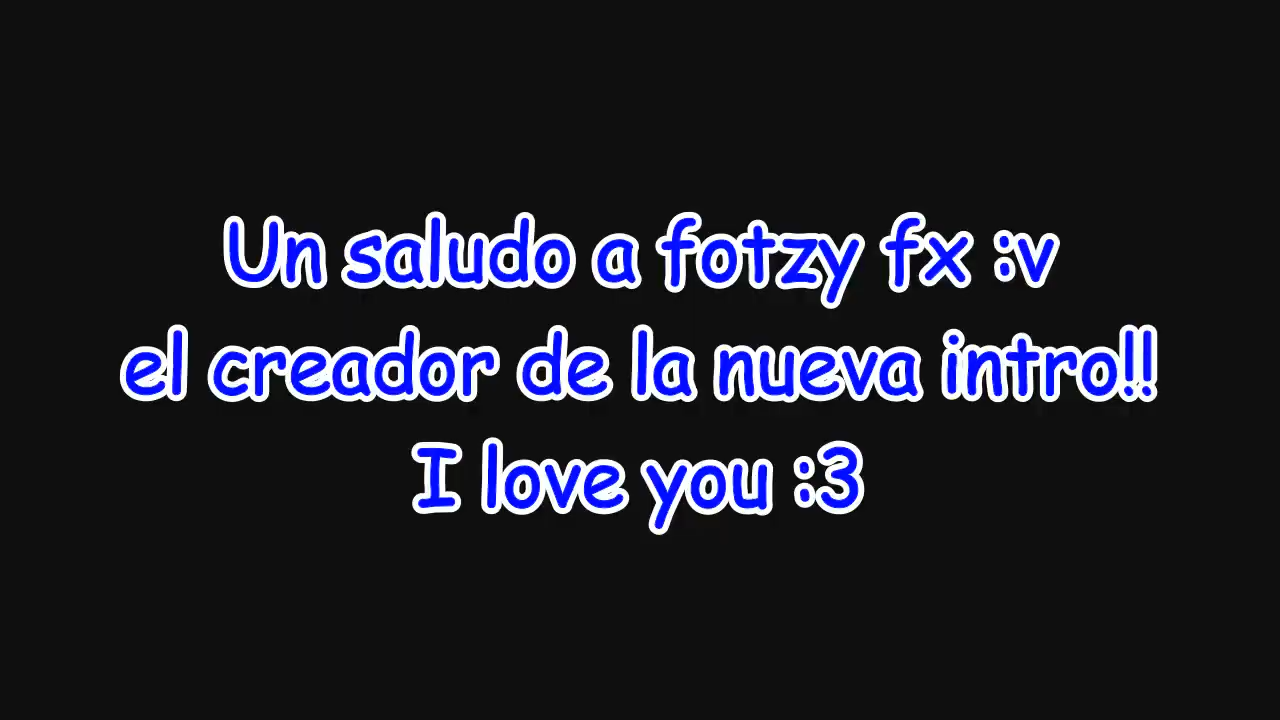 Un saludo a fotzy fx :v
el creador de la nueva intro!!
I love you :3